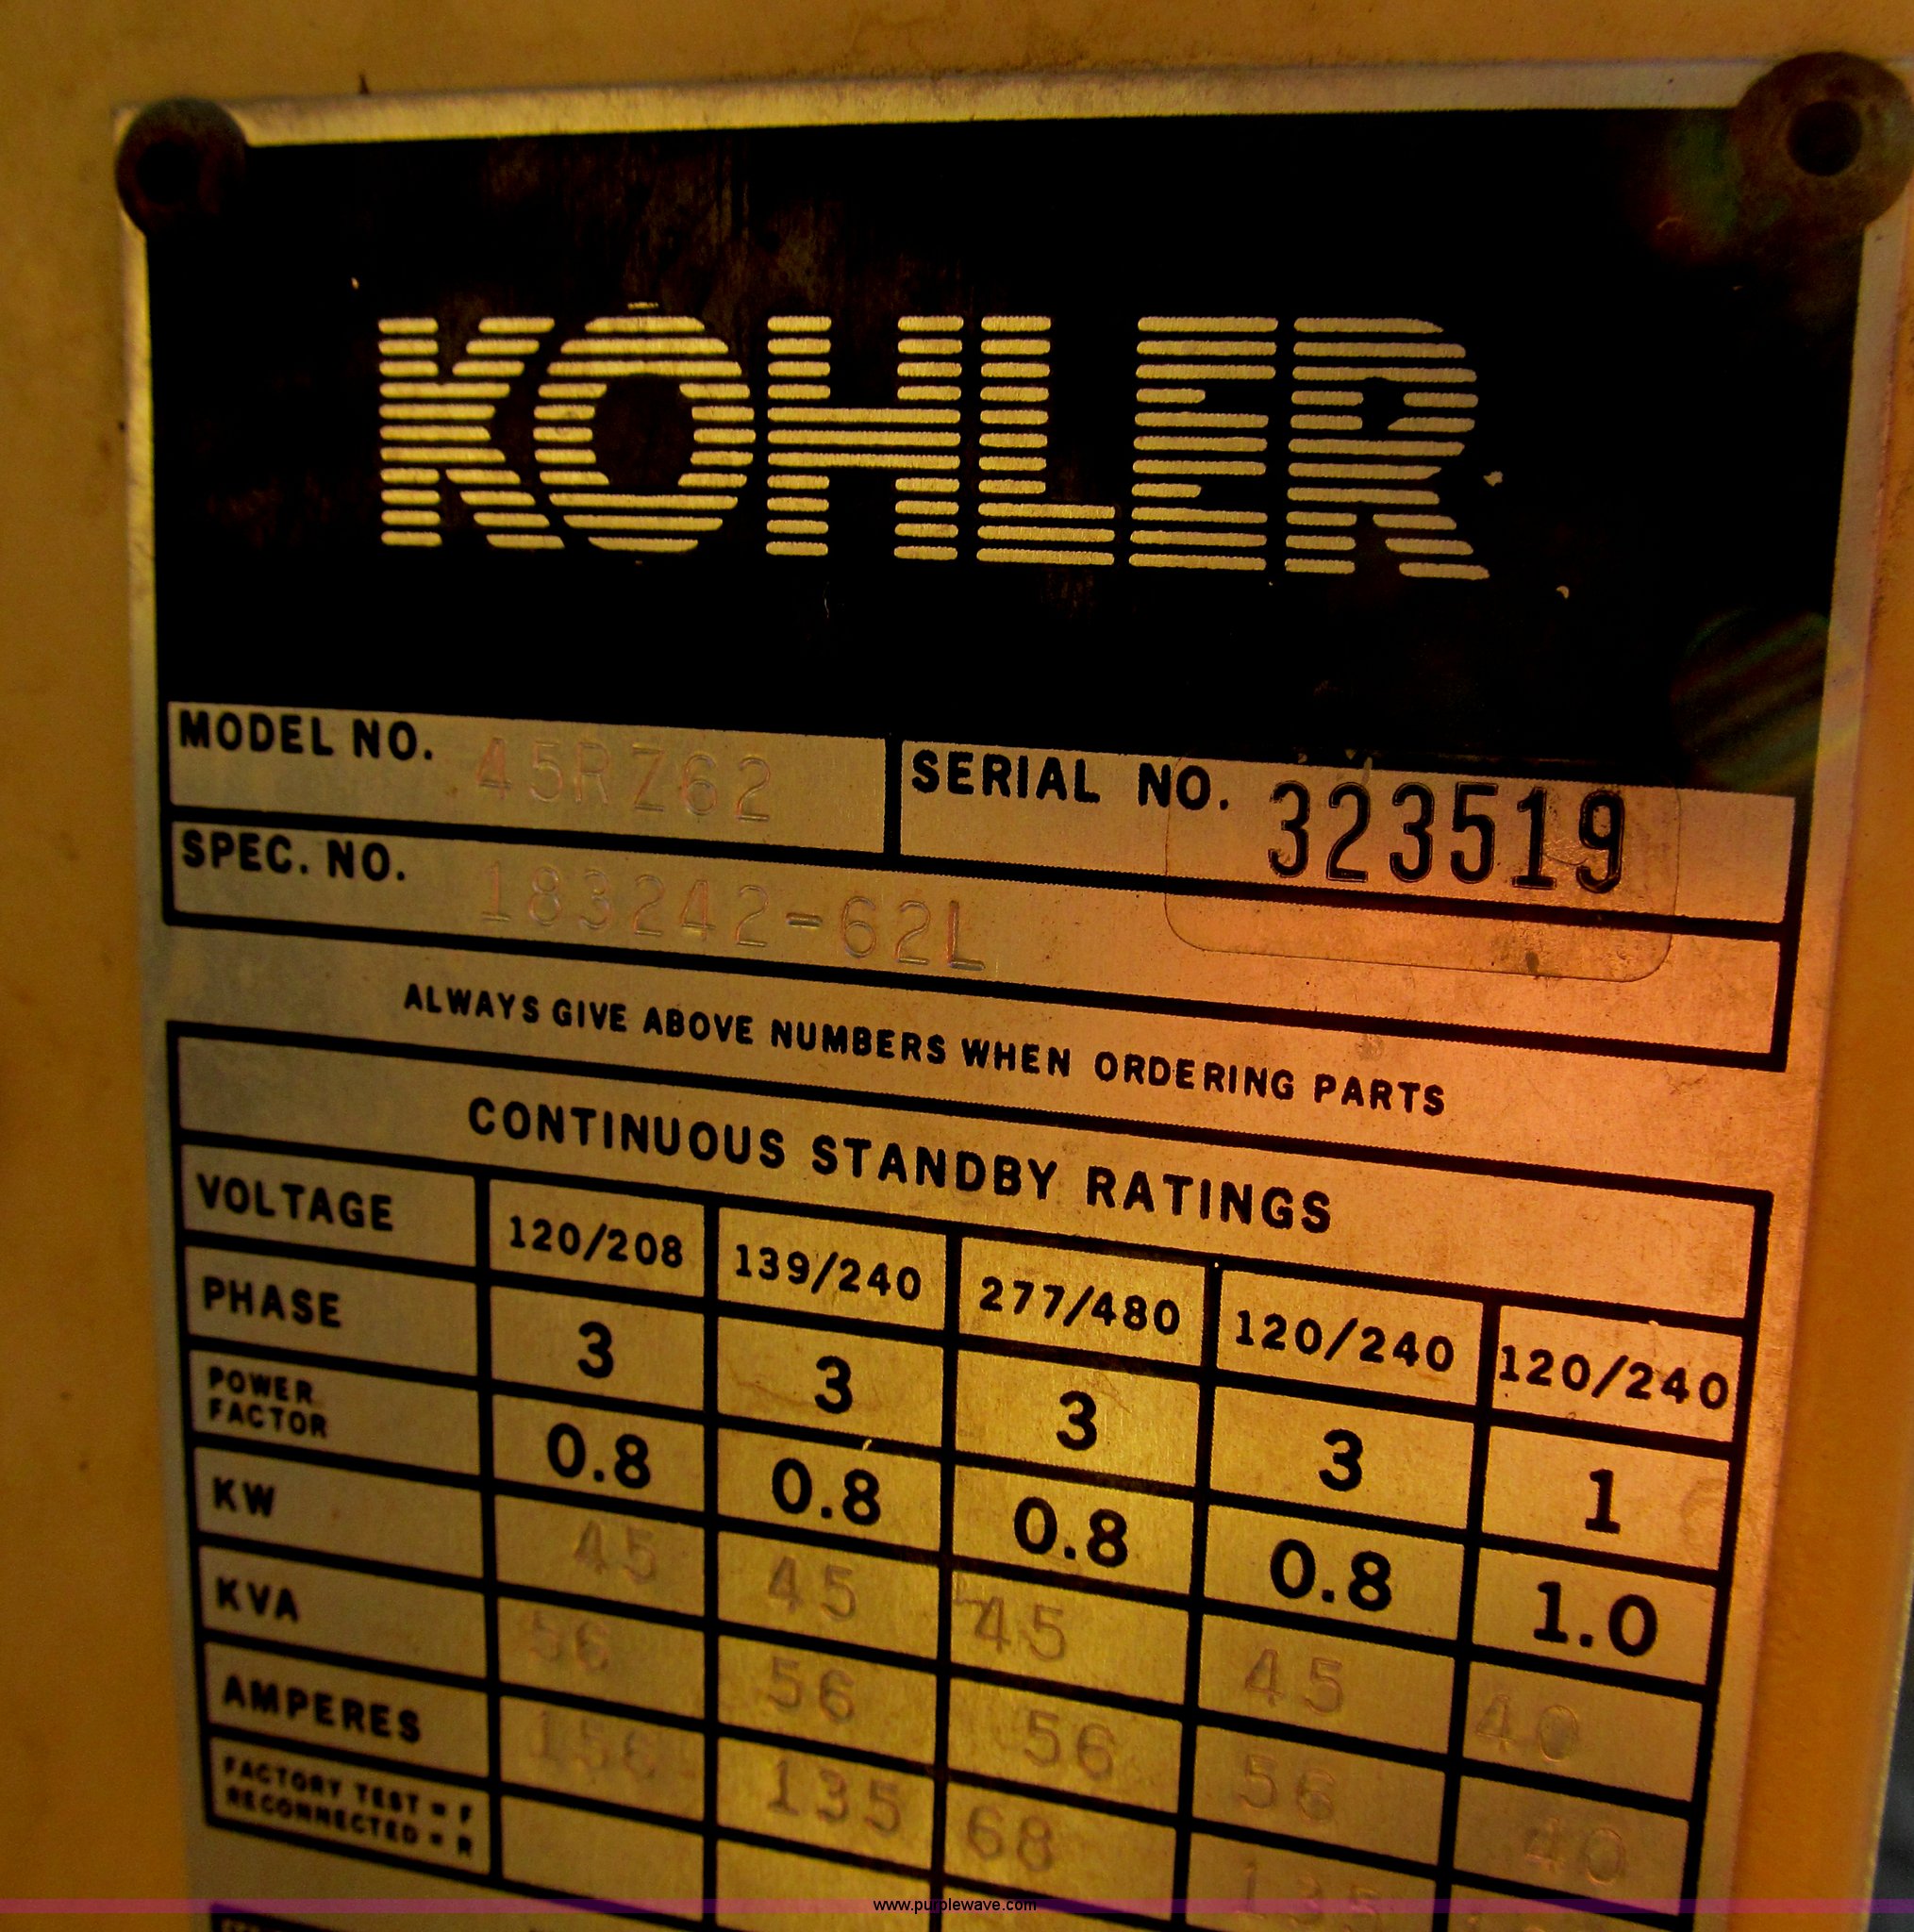 KOHLER
MODEL NO. 45RZ62 SERIAL NO. 323519
SPEC. NO. 183242-62L
ALWAYS GIVE ABOVE NUMBERS WHEN ORDERING PARTS
CONTINUOUS STANDBY RATINGS
VOLTAGE 120/208 139/240 277/480 120/240 120/240
PHASE 3 3 3 3 1
POWER FACTOR 0.8 0.8 0.8 0.8 1.0
KW 45 45 45 45 40
KVA 56 56 56 56 40
AMPERES 156 135 68 135
FACTORY TEST = F
RECONNECTED = R
www.purplewave.com